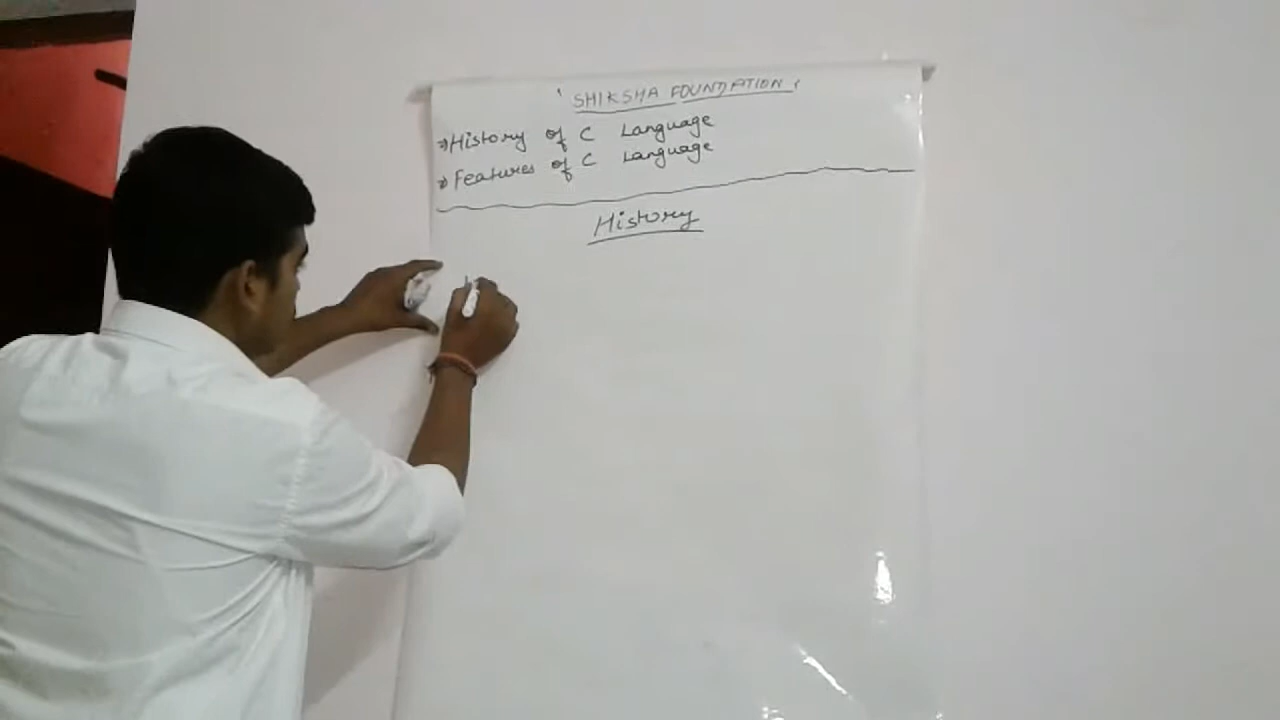 ' SHIKSHA FOUNDATION '
→ History of C Language
→ Features of C Language
History